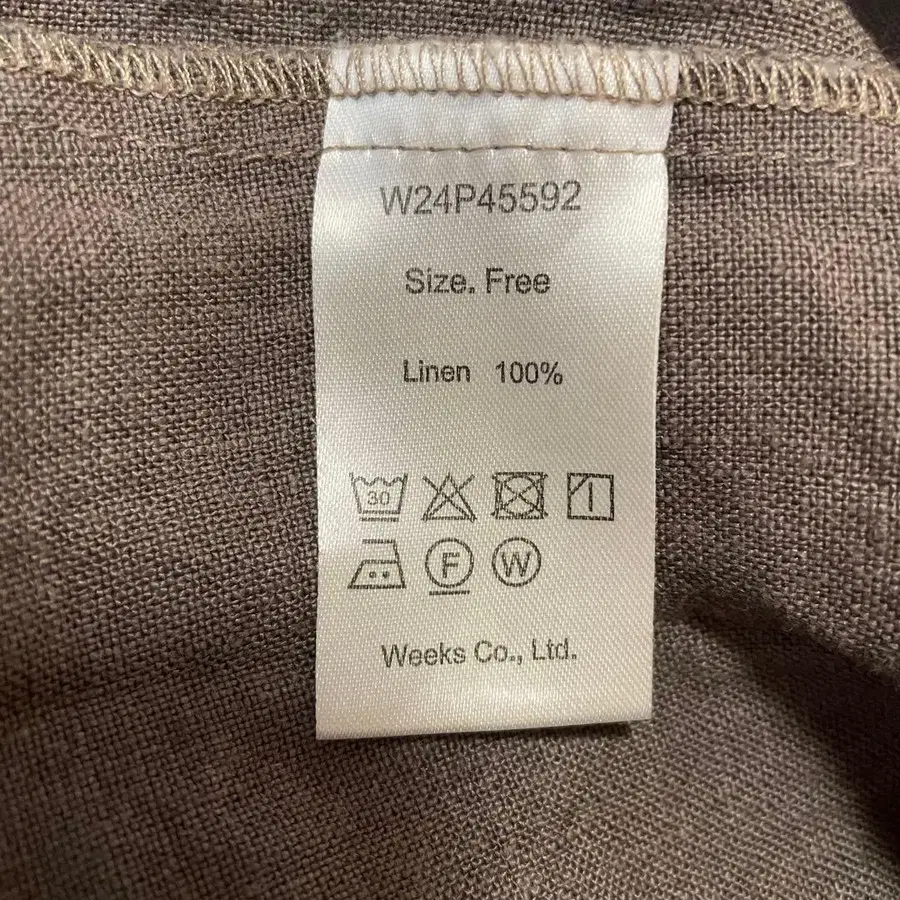 W24P45592
Size. Free
Linen 100%
30
F W
Weeks Co., Ltd.